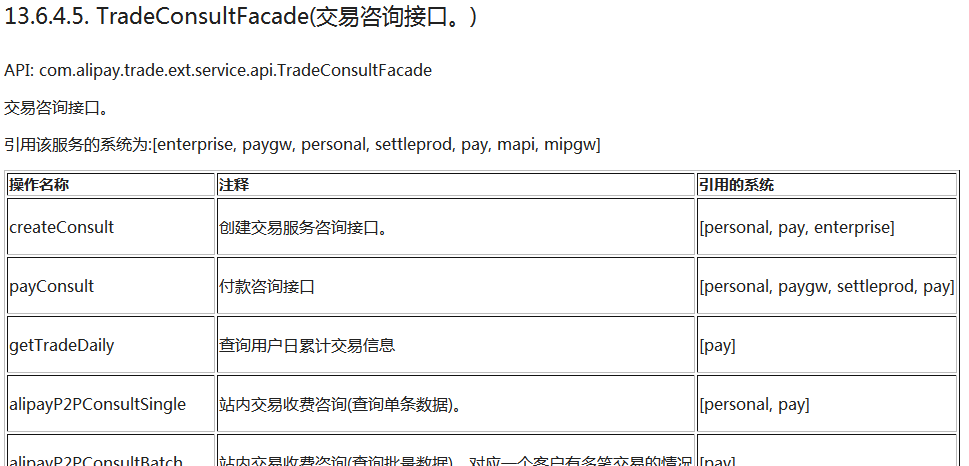 13.6.4.5. TradeConsultFacade(交易咨询接口。)
API: com.alipay.trade.ext.service.api.TradeConsultFacade
交易咨询接口。
引用该服务的系统为:[enterprise, paygw, personal, settleprod, pay, mapi, mipgw]
操作名称 注释 引用的系统
createConsult 创建交易服务咨询接口。 [personal, pay, enterprise]
payConsult 付款咨询接口 [personal, paygw, settleprod, pay]
getTradeDaily 查询用户日累计交易信息 [pay]
alipayP2PConsultSingle 站内交易收费咨询(查询单条数据)。 [personal, pay]
alipayP2PConsultBatch 站内交易收费咨询(查询批量数据)，对应一个客户有多笔交易的情况 [pay]